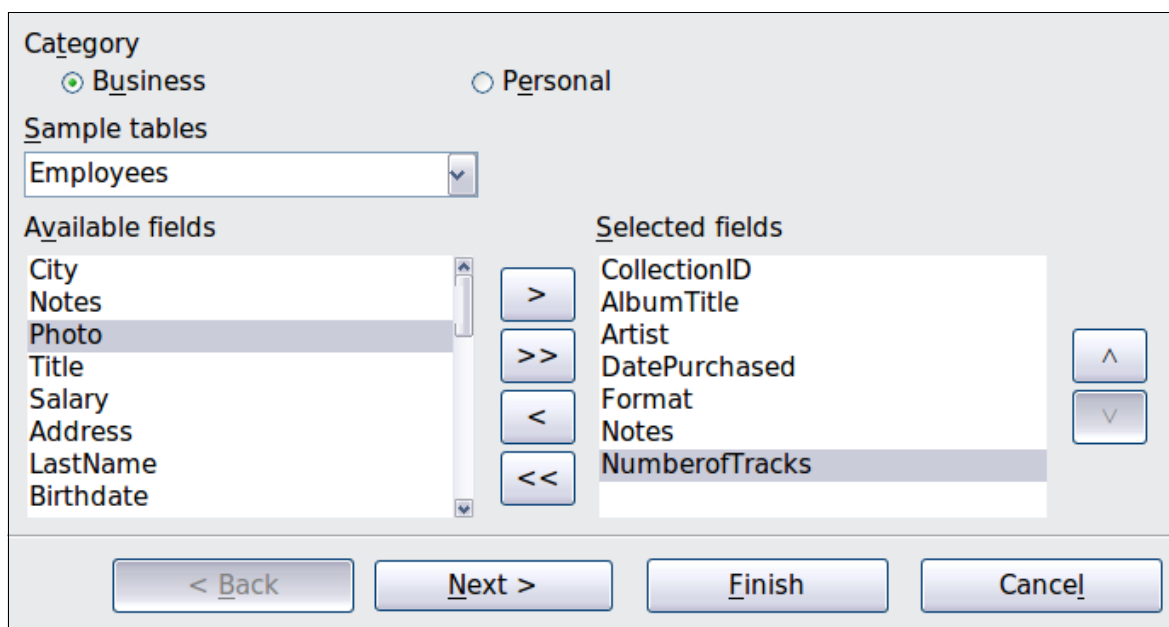 Category
Business Personal
Sample tables
Employees
Available fields Selected fields
City CollectionID
Notes AlbumTitle
Photo Artist
Title DatePurchased
Salary Format
Address Notes
LastName NumberofTracks
Birthdate
>
>>
<
<<
^
v
< Back Next > Finish Cancel